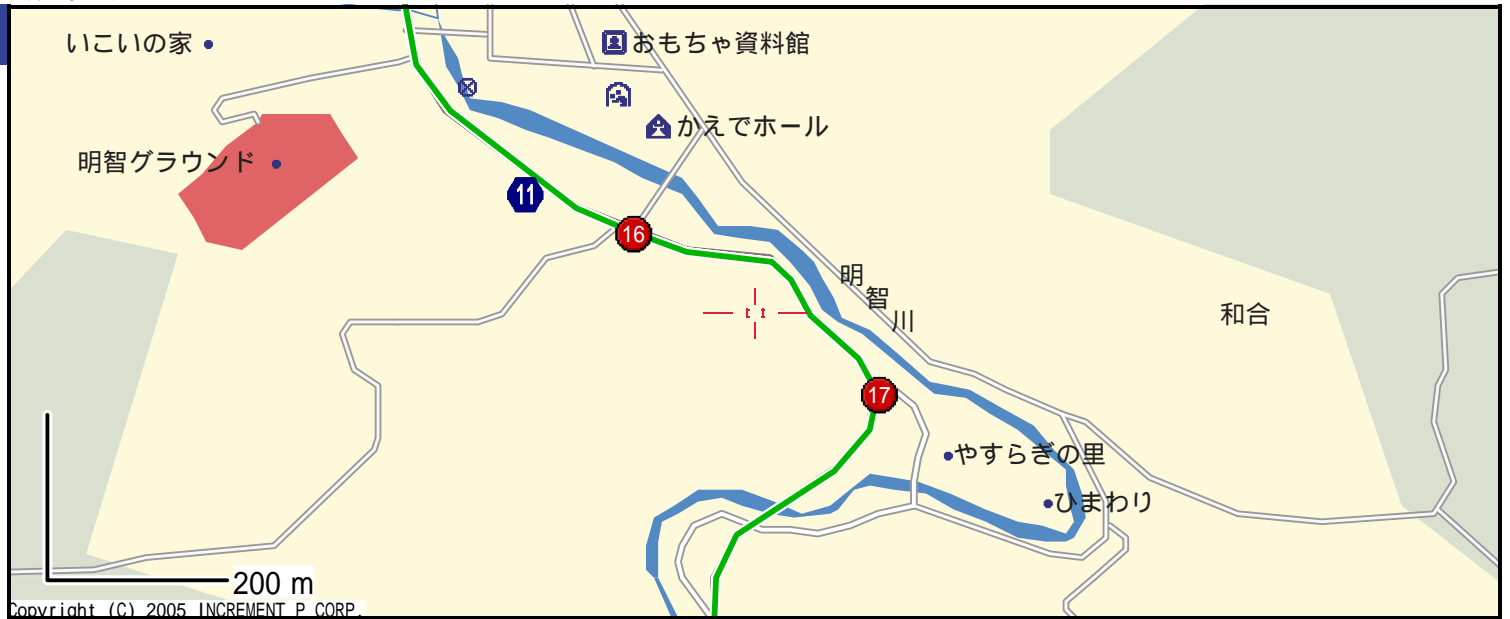 いこいの家
おもちゃ資料館
かえでホール
明智グラウンド
11
16
明智川
和合
17
やすらぎの里
ひまわり
200 m
Copyright (C) 2005 INCREMENT P CORP.